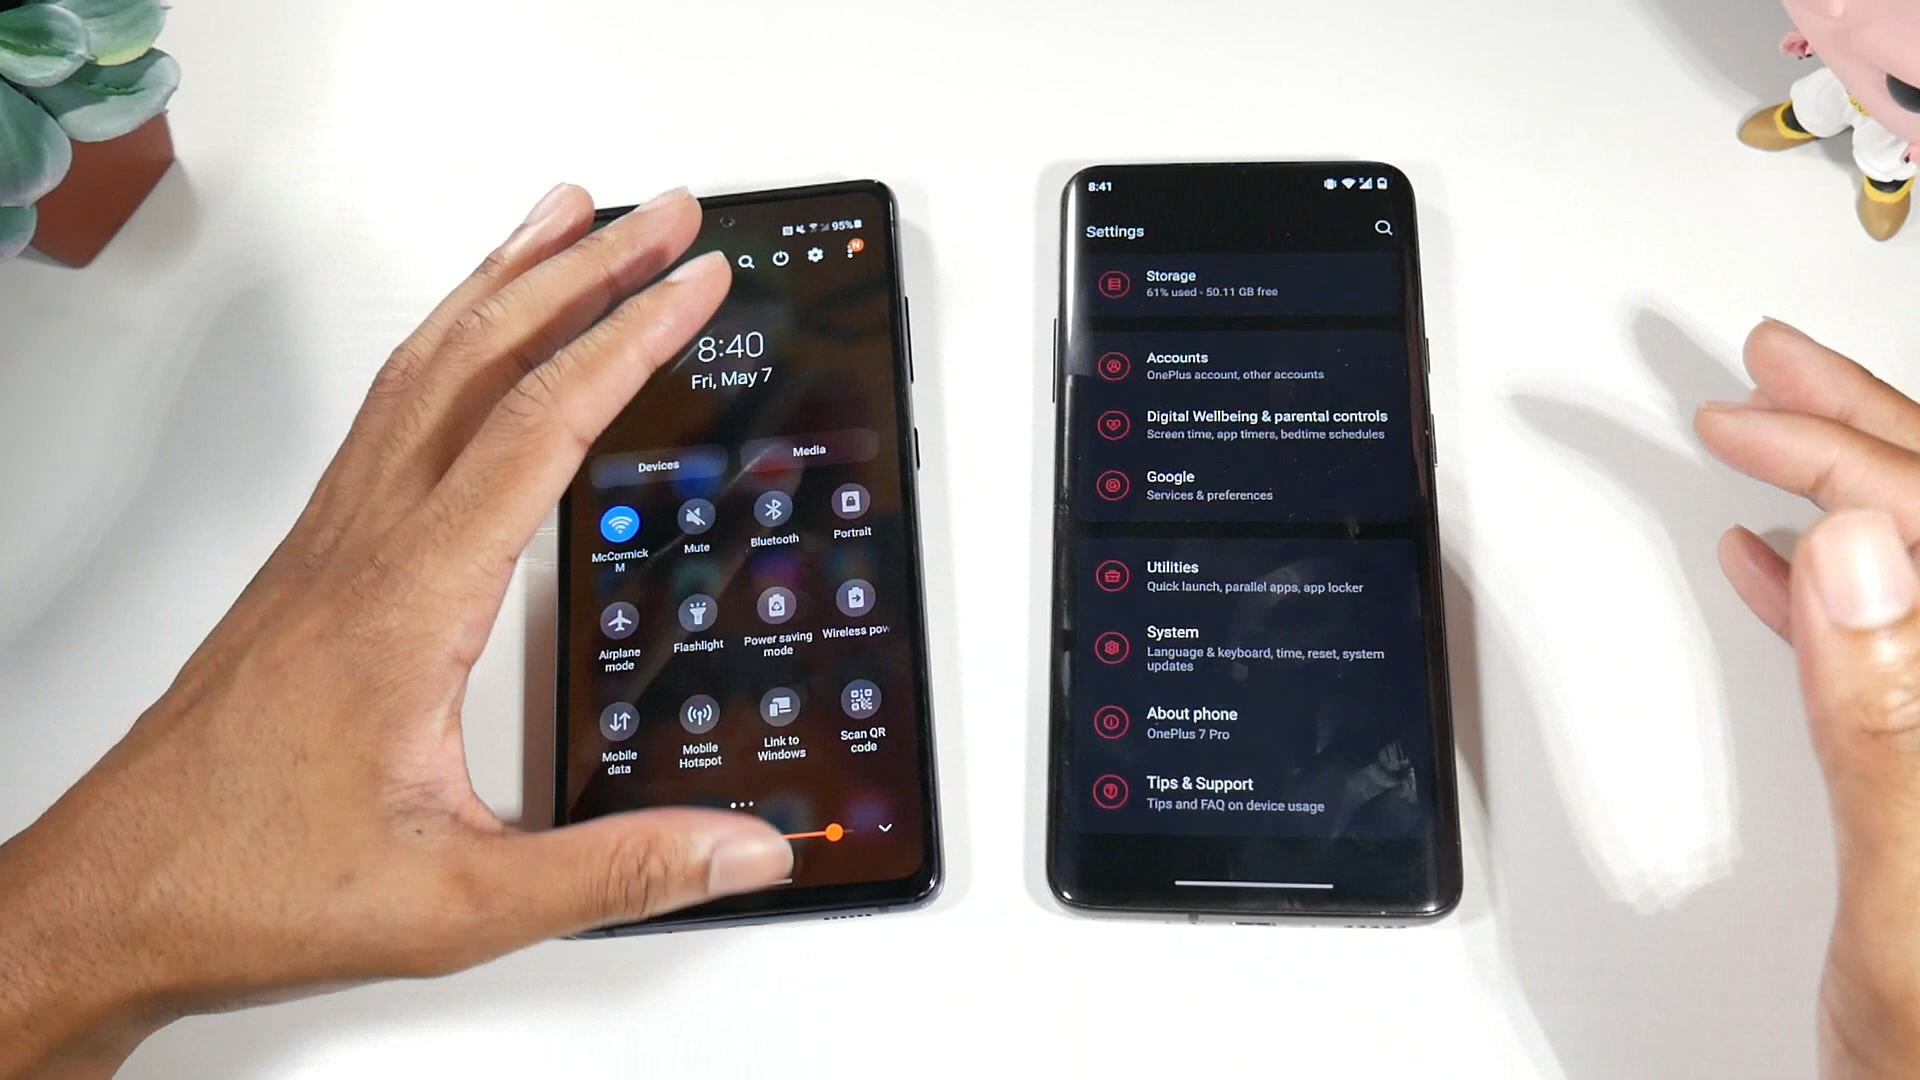 95%
N
8:40
Fri, May 7
Devices
Media
McCormick
M
Mute
Bluetooth
Portrait
Airplane
mode
Flashlight
Power saving
mode
Wireless pow
Mobile
data
Mobile
Hotspot
Link to
Windows
Scan QR
code
8:41
Settings
Storage
61% used - 50.11 GB free
Accounts
OnePlus account, other accounts
Digital Wellbeing & parental controls
Screen time, app timers, bedtime schedules
Google
Services & preferences
Utilities
Quick launch, parallel apps, app locker
System
Language & keyboard, time, reset, system
updates
About phone
OnePlus 7 Pro
Tips & Support
Tips and FAQ on device usage